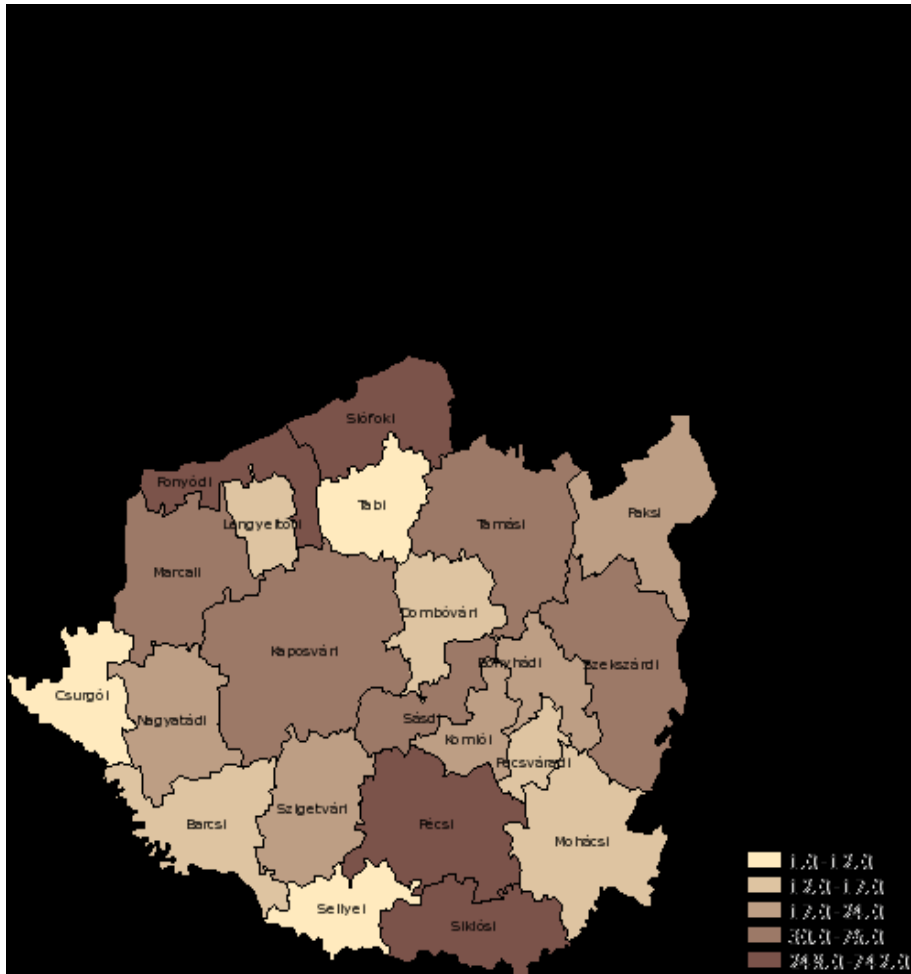 Siófoki
Fonyódi
Lengyeltóti
Tabi
Tamási
Paksi
Marcali
Dombóvári
Kaposvári
Bonyhádi
Szekszárdi
Csurgói
Nagyatádi
Sásdi
Komlói
Pécsváradi
Szigetvári
Barcsi
Pécsi
Mohácsi
Sellyei
Siklósi